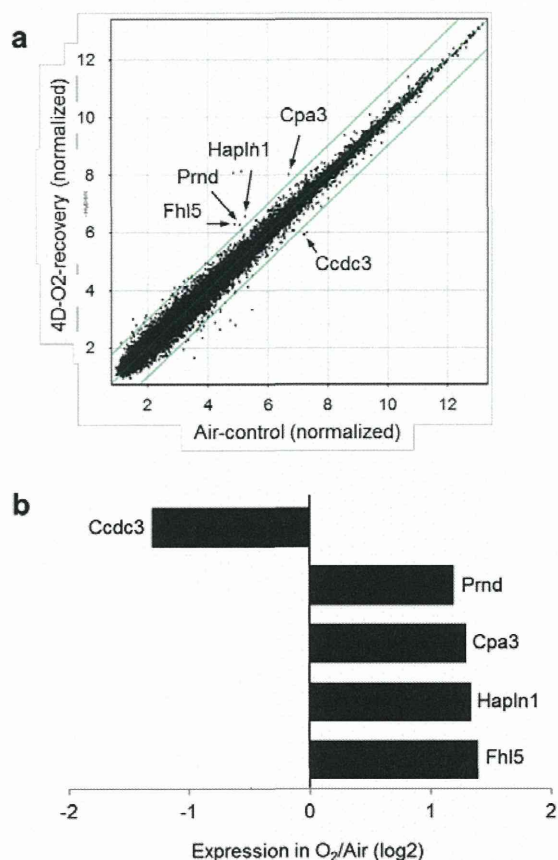 a
4D-O2-recovery (normalized)
12
10
8
6
4
2
Cpa3
Hapln1
Prnd
Fhl5
Ccdc3
2 4 6 8 10 12
Air-control (normalized)
b
Ccdc3
Prnd
Cpa3
Hapln1
Fhl5
-2 -1 0 1 2
Expression in O₂/Air (log2)